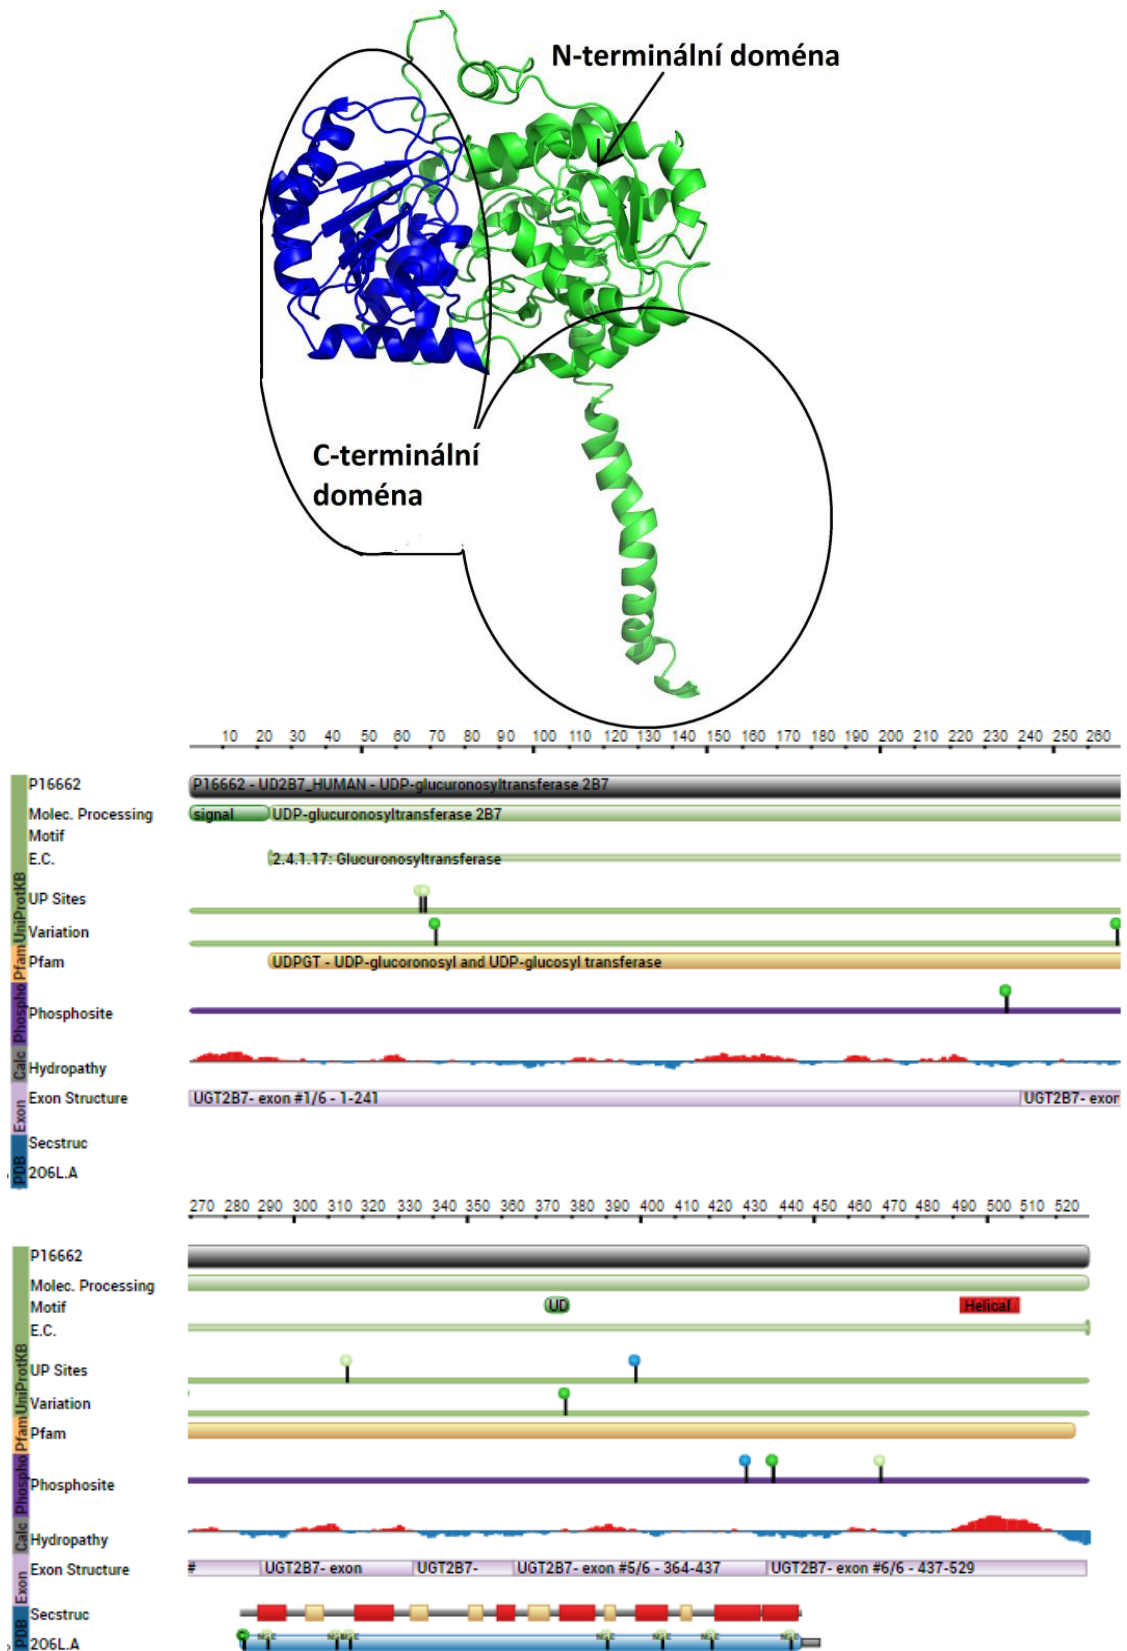 N-terminální doména
C-terminální
doména
10 20 30 40 50 60 70 80 90 100 110 120 130 140 150 160 170 180 190 200 210 220 230 240 250 260
P16662
P16662 - UD2B7_HUMAN - UDP-glucuronosyltransferase 2B7
Molec. Processing
signal
UDP-glucuronosyltransferase 2B7
Motif
E.C.
2.4.1.17: Glucuronosyltransferase
UniProtKB
UP Sites
Variation
Pfam
Pfam
UDPGT - UDP-glucoronosyl and UDP-glucosyl transferase
Phospho
Phosphosite
Calc
Hydropathy
Exon
Exon Structure
UGT2B7- exon #1/6 - 1-241
UGT2B7- exor
PDB
Secstruc
206L.A
270 280 290 300 310 320 330 340 350 360 370 380 390 400 410 420 430 440 450 460 470 480 490 500 510 520
P16662
Molec. Processing
Motif
UD
Helical
E.C.
UniProtKB
UP Sites
Variation
Pfam
Pfam
Phospho
Phosphosite
Calc
Hydropathy
Exon
Exon Structure
#
UGT2B7- exon
UGT2B7-
UGT2B7- exon #5/6 - 364-437
UGT2B7- exon #6/6 - 437-529
PDB
Secstruc
206L.A